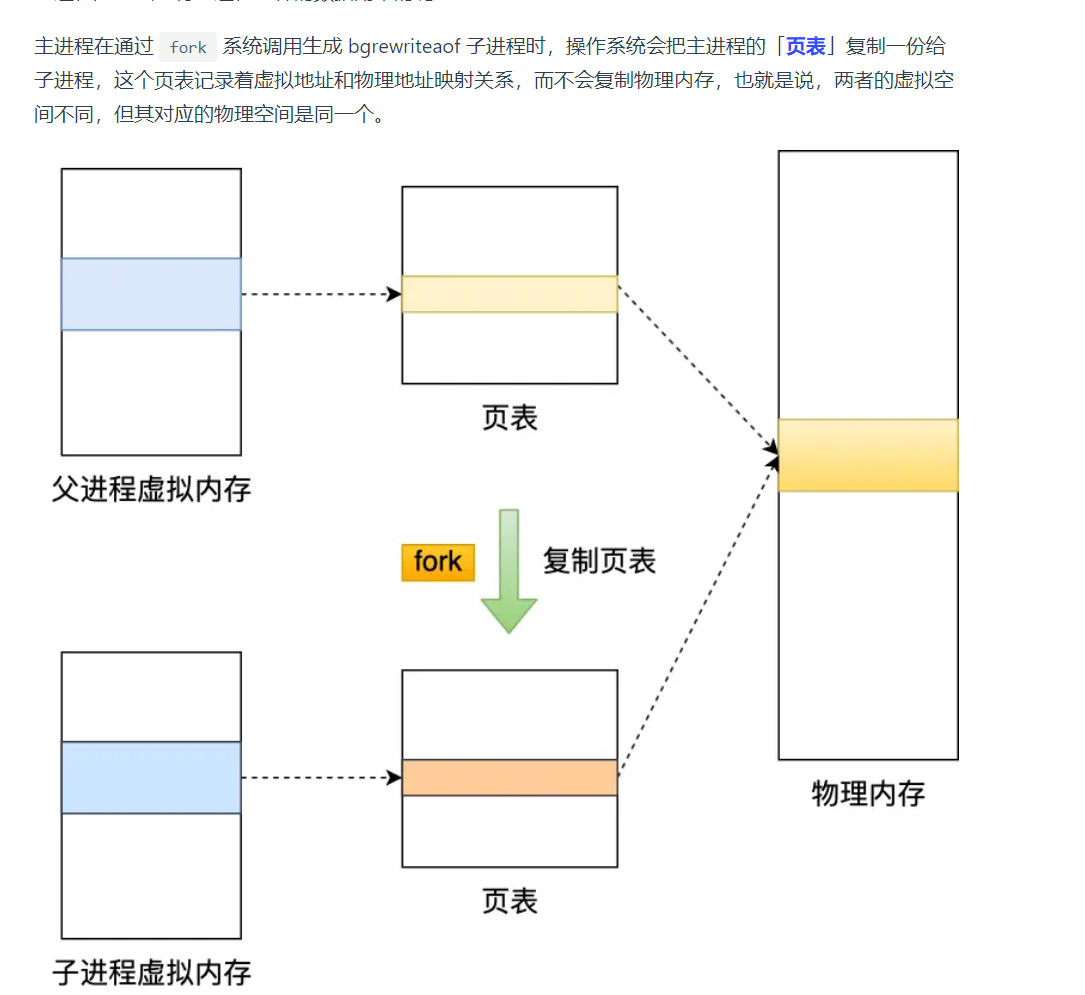 主进程在通过 fork 系统调用生成 bgrewriteaof 子进程时，操作系统会把主进程的「页表」复制一份给
子进程，这个页表记录着虚拟地址和物理地址映射关系，而不会复制物理内存，也就是说，两者的虚拟空
间不同，但其对应的物理空间是同一个。
页表
父进程虚拟内存
fork
复制页表
物理内存
页表
子进程虚拟内存